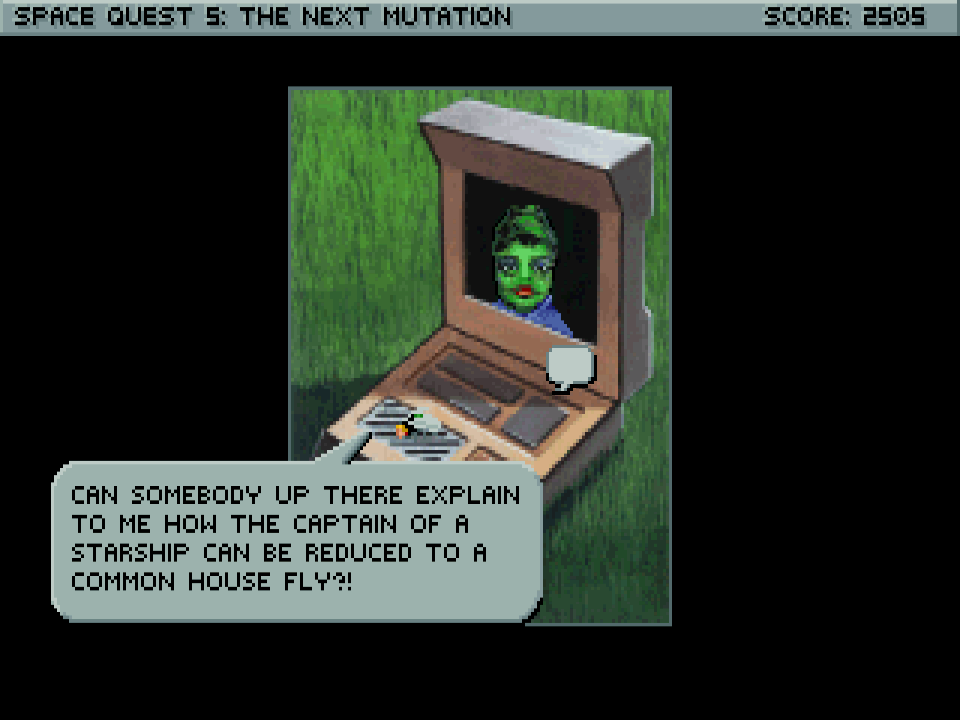 SPACE QUEST 5: THE NEXT MUTATION SCORE: 2505
CAN SOMEBODY UP THERE EXPLAIN
TO ME HOW THE CAPTAIN OF A
STARSHIP CAN BE REDUCED TO A
COMMON HOUSE FLY?!